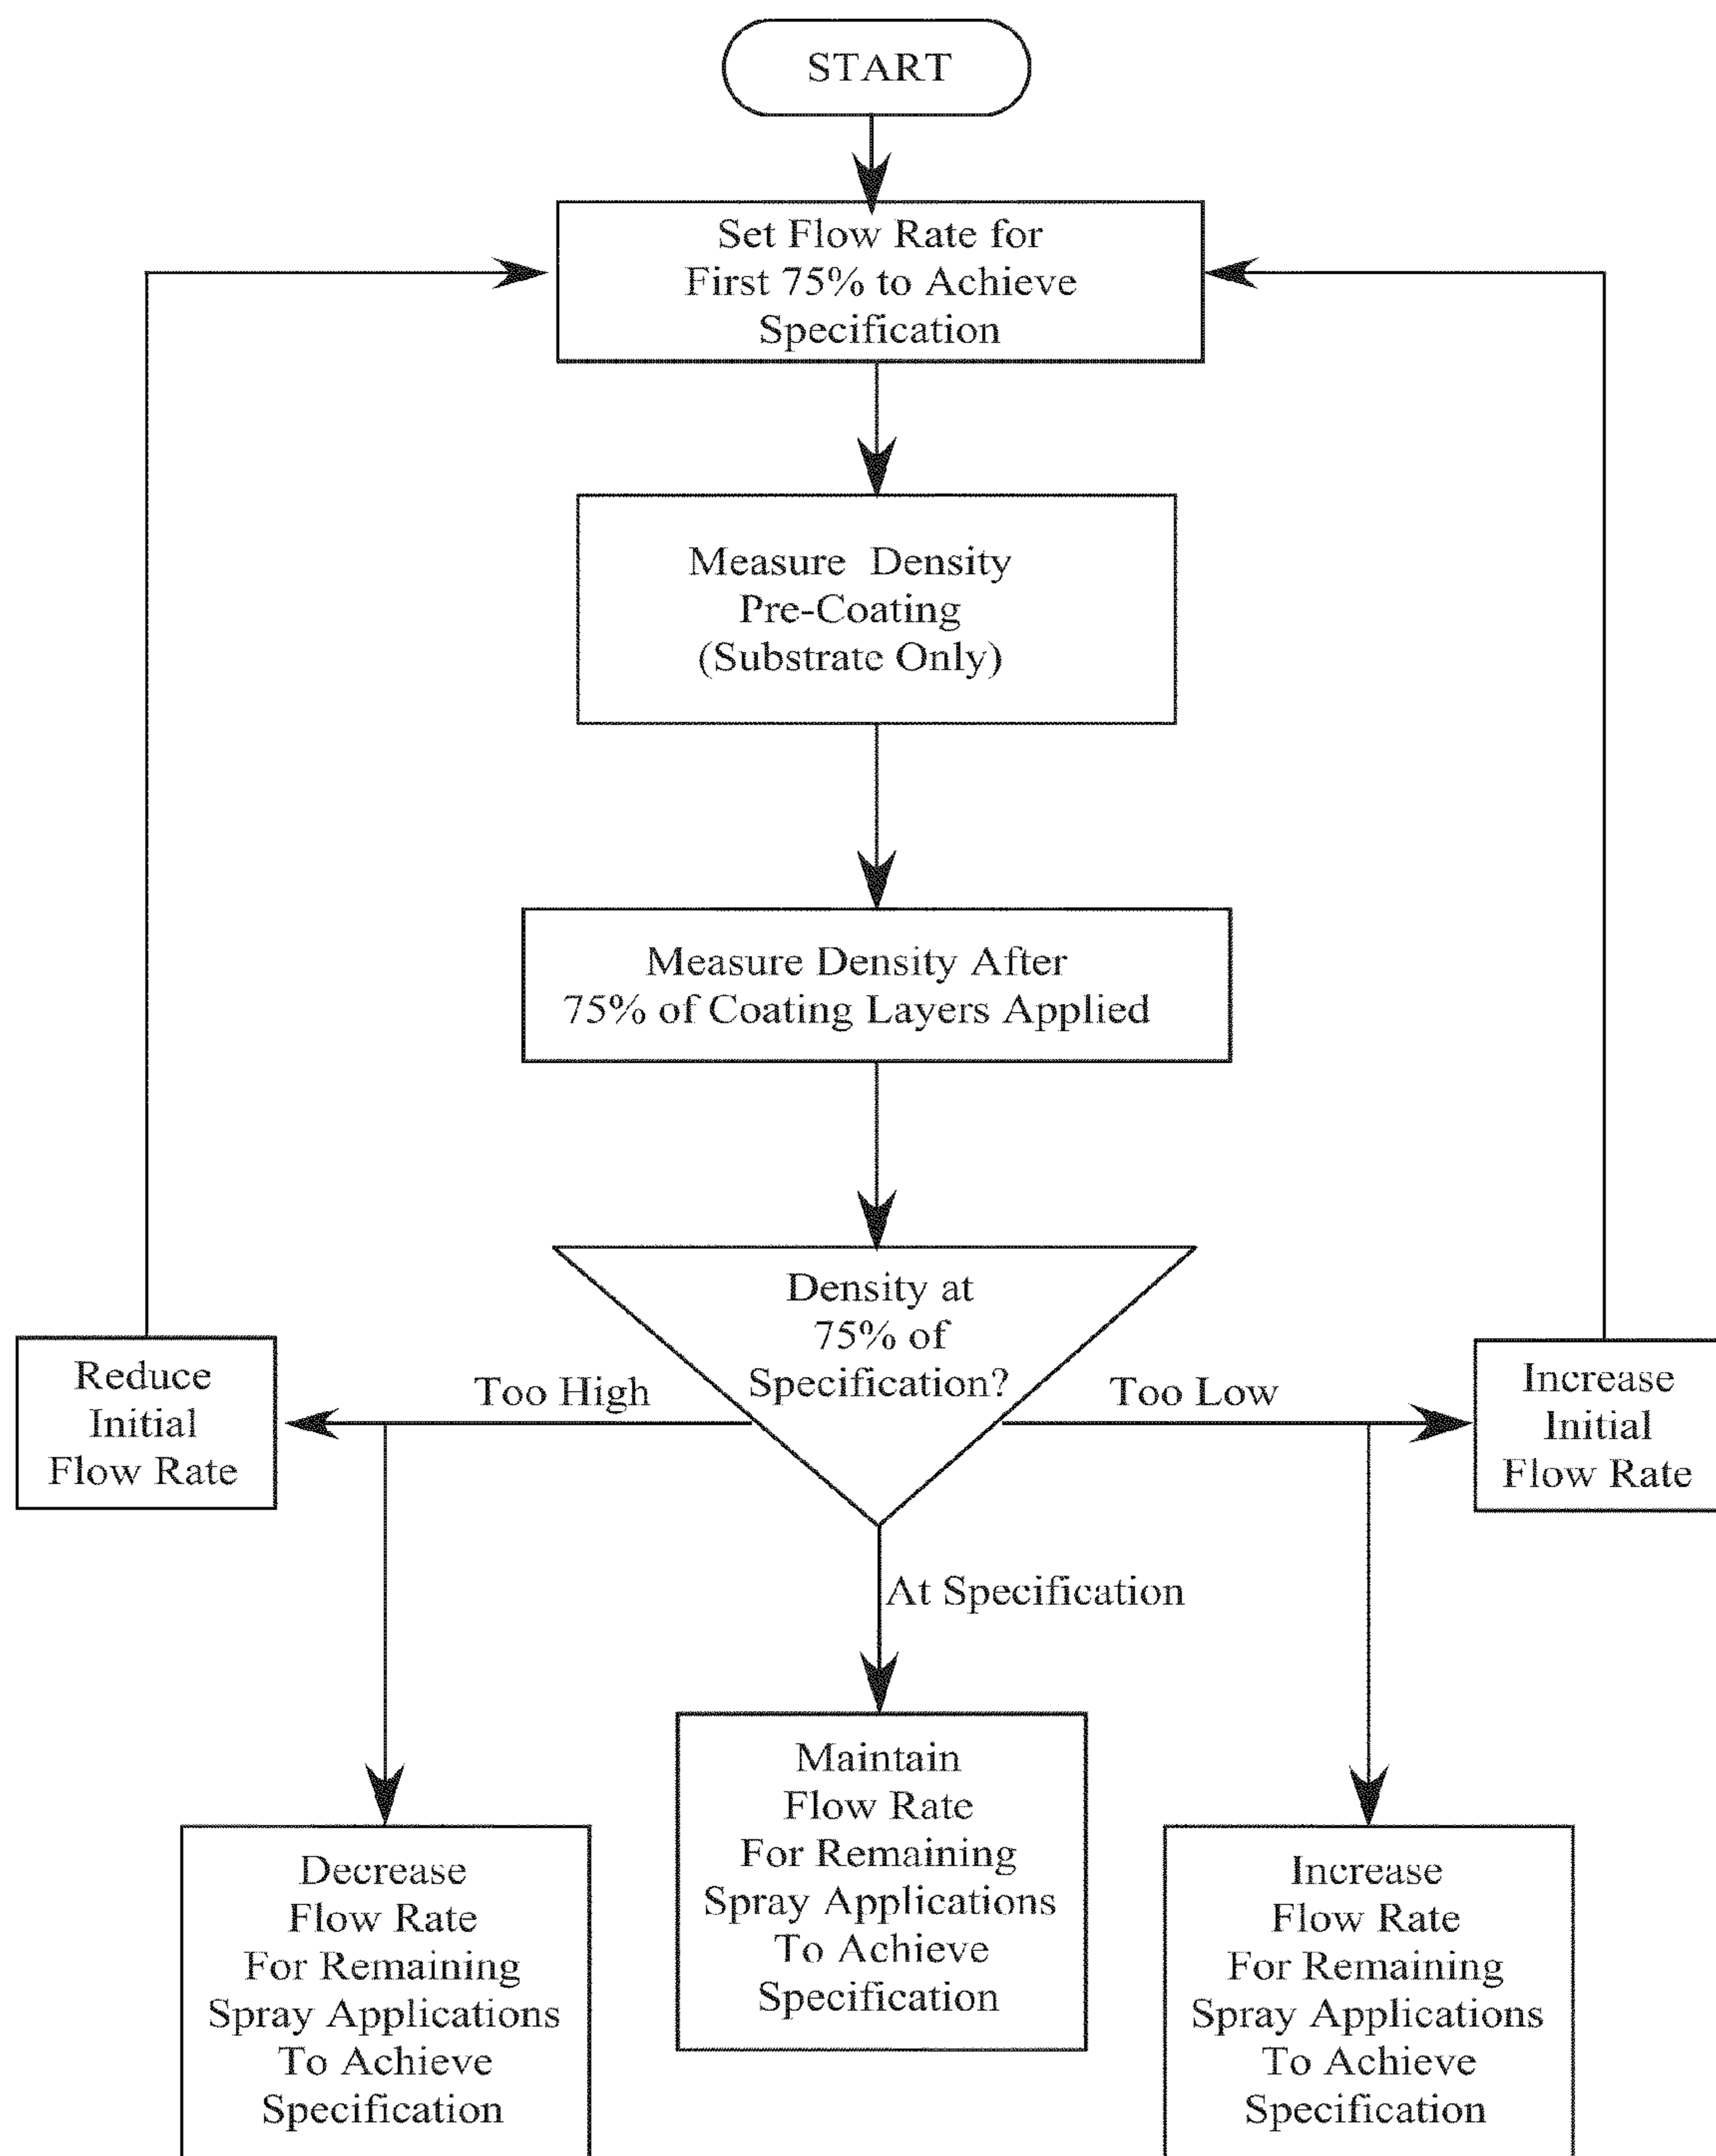 START
Set Flow Rate for
First 75% to Achieve
Specification
Measure Density
Pre-Coating
(Substrate Only)
Measure Density After
75% of Coating Layers Applied
Density at
75% of
Specification?
Too High
Too Low
Reduce
Initial
Flow Rate
Increase
Initial
Flow Rate
At Specification
Maintain
Flow Rate
For Remaining
Spray Applications
To Achieve
Specification
Decrease
Flow Rate
For Remaining
Spray Applications
To Achieve
Specification
Increase
Flow Rate
For Remaining
Spray Applications
To Achieve
Specification